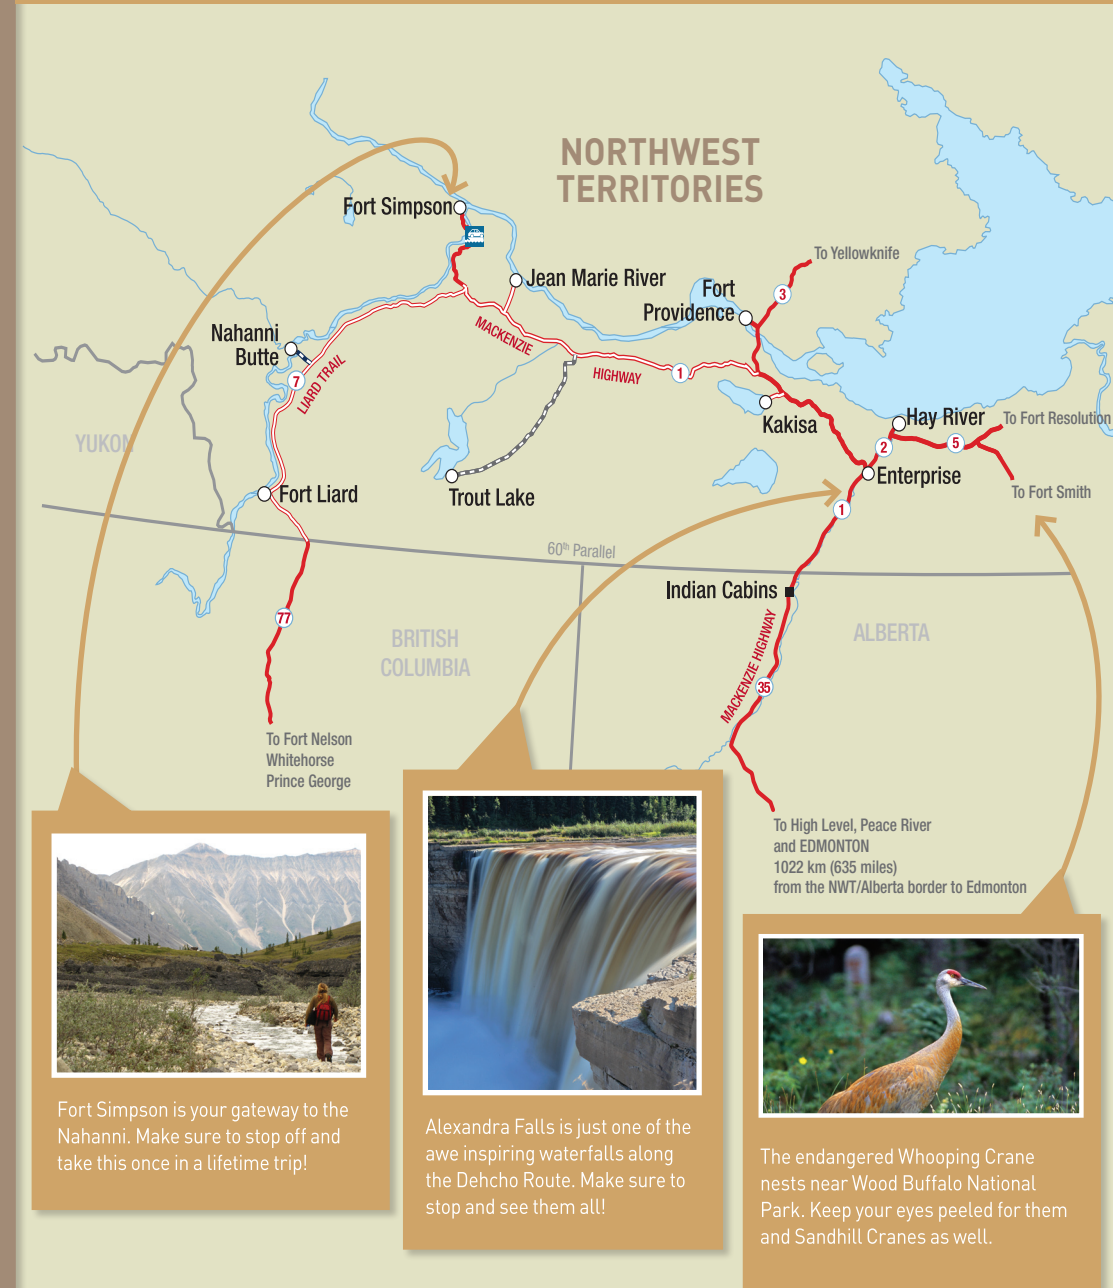 NORTHWEST
TERRITORIES
Fort Simpson
To Yellowknife
Jean Marie River
Fort
Providence
3
Nahanni
Butte
MACKENZIE
HIGHWAY
1
7
LIARD TRAIL
Kakisa
Hay River
To Fort Resolution
YUKON
2
5
Enterprise
Fort Liard
Trout Lake
To Fort Smith
1
60th Parallel
Indian Cabins
77
BRITISH
COLUMBIA
ALBERTA
MACKENZIE HIGHWAY
35
To Fort Nelson
Whitehorse
Prince George
To High Level, Peace River
and EDMONTON
1022 km (635 miles)
from the NWT/Alberta border to Edmonton
Fort Simpson is your gateway to the
Nahanni. Make sure to stop off and
take this once in a lifetime trip!
Alexandra Falls is just one of the
awe inspiring waterfalls along
the Dehcho Route. Make sure to
stop and see them all!
The endangered Whooping Crane
nests near Wood Buffalo National
Park. Keep your eyes peeled for them
and Sandhill Cranes as well.